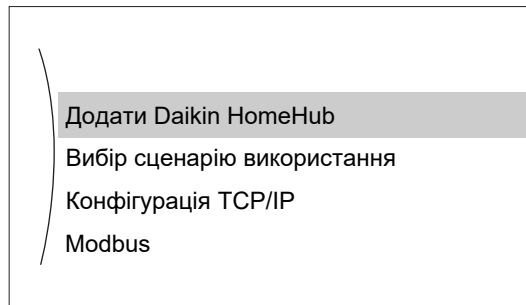 Додати Daikin HomeHub
Вибір сценарію використання
Конфігурація TCP/IP
Modbus